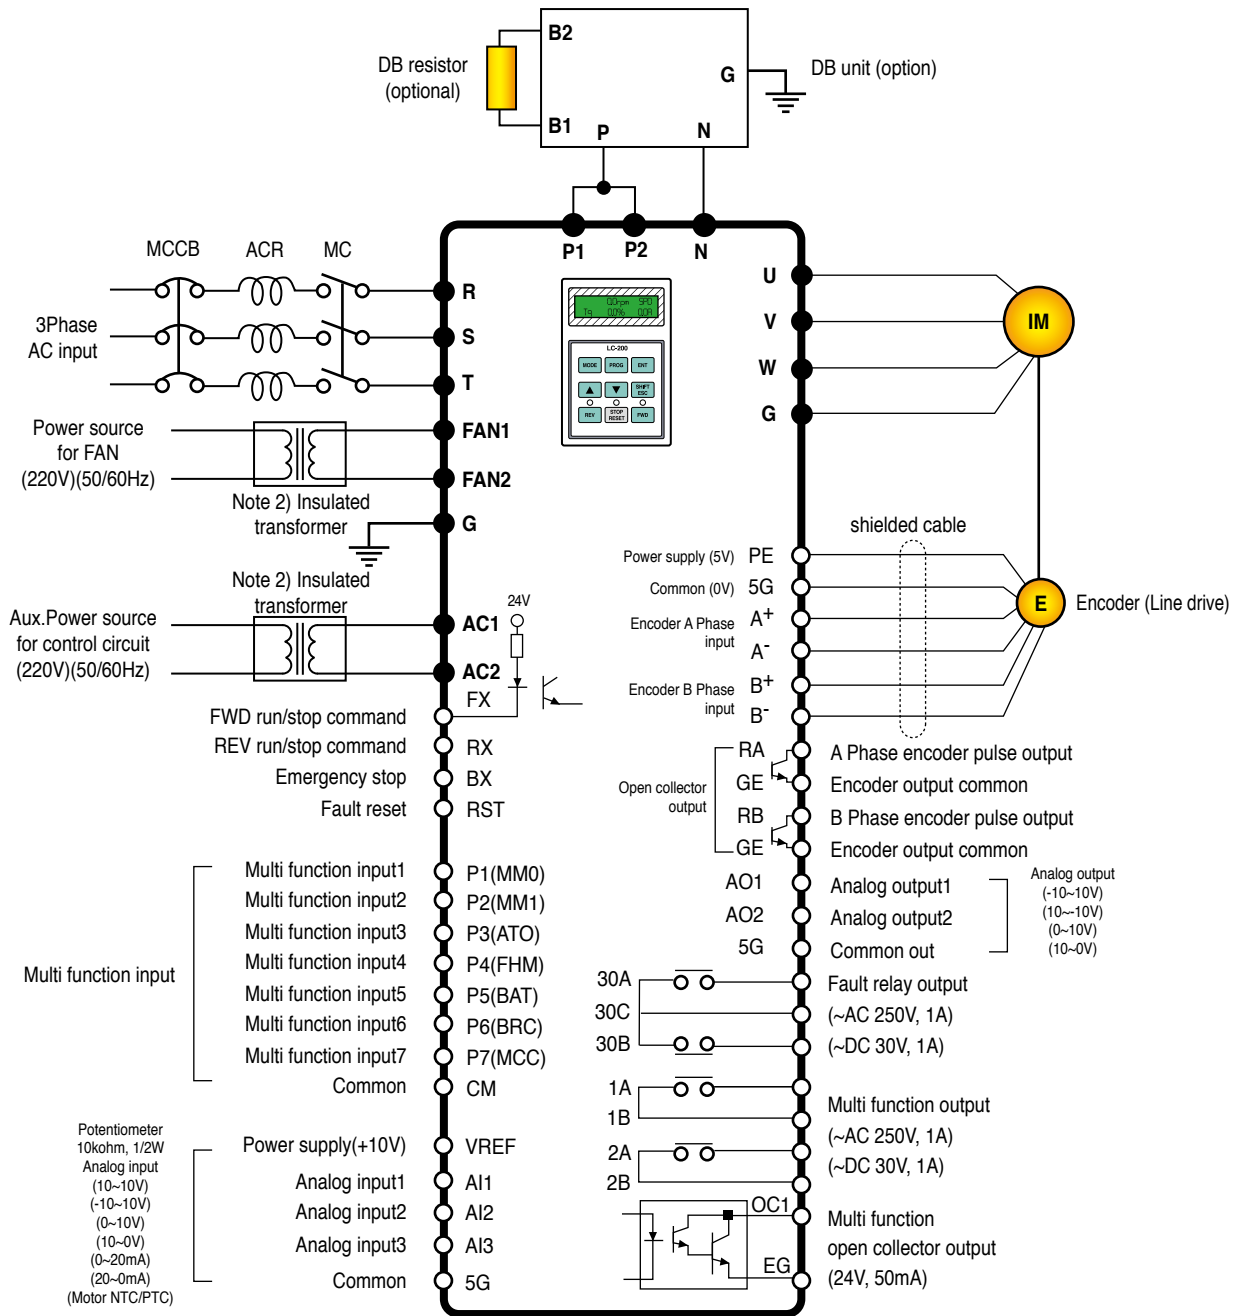 B2
DB resistor
(optional)
G
DB unit (option)
B1
P
N
MCCB
ACR
MC
P1
P2
N
R
S
T
3Phase
AC input
U
V
W
G
IM
0.0rpm SPD
Tq 0.0% 0.0A
LC-200
MODE
PROG
ENT
SHIFT
ESC
REV
STOP
RESET
FWD
Power source
for FAN
(220V)(50/60Hz)
FAN1
FAN2
Note 2) Insulated
transformer
G
shielded cable
Note 2) Insulated
transformer
Aux.Power source
for control circuit
(220V)(50/60Hz)
24V
AC1
AC2
Power supply (5V)
PE
Common (0V)
5G
Encoder A Phase
input
A+
A-
Encoder B Phase
input
B+
B-
E
Encoder (Line drive)
FWD run/stop command
FX
REV run/stop command
RX
Emergency stop
BX
Fault reset
RST
Open collector
output
RA
A Phase encoder pulse output
GE
Encoder output common
RB
B Phase encoder pulse output
GE
Encoder output common
Multi function input
Multi function input1
P1(MM0)
Multi function input2
P2(MM1)
Multi function input3
P3(ATO)
Multi function input4
P4(FHM)
Multi function input5
P5(BAT)
Multi function input6
P6(BRC)
Multi function input7
P7(MCC)
Common
CM
AO1
Analog output1
AO2
Analog output2
5G
Common out
Analog output
(-10~10V)
(10~-10V)
(0~10V)
(10~0V)
30A
Fault relay output
30C
(~AC 250V, 1A)
30B
(~DC 30V, 1A)
1A
1B
2A
2B
Multi function output
(~AC 250V, 1A)
(~DC 30V, 1A)
Potentiometer
10kohm, 1/2W
Analog input
(10~10V)
(-10~10V)
(0~10V)
(10~0V)
(0~20mA)
(20~0mA)
(Motor NTC/PTC)
Power supply(+10V)
VREF
Analog input1
AI1
Analog input2
AI2
Analog input3
AI3
Common
5G
OC1
EG
Multi function
open collector output
(24V, 50mA)